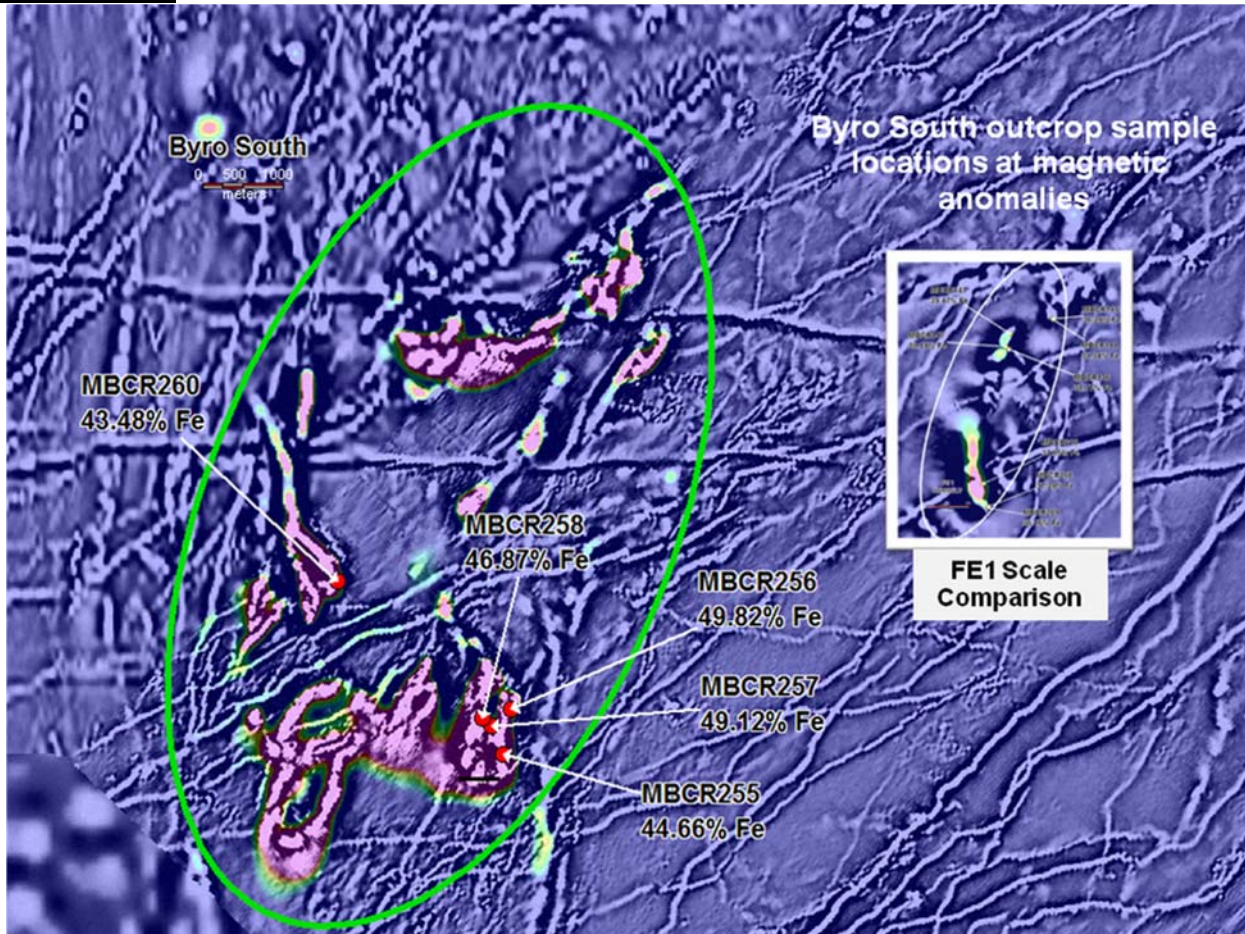 Byro South
0 500 1000
meters
Byro South outcrop sample
locations at magnetic
anomalies
MBCR260
43.48% Fe
MBCR258
46.87% Fe
MBCR256
49.82% Fe
MBCR257
49.12% Fe
MBCR255
44.66% Fe
FE1 Scale
Comparison